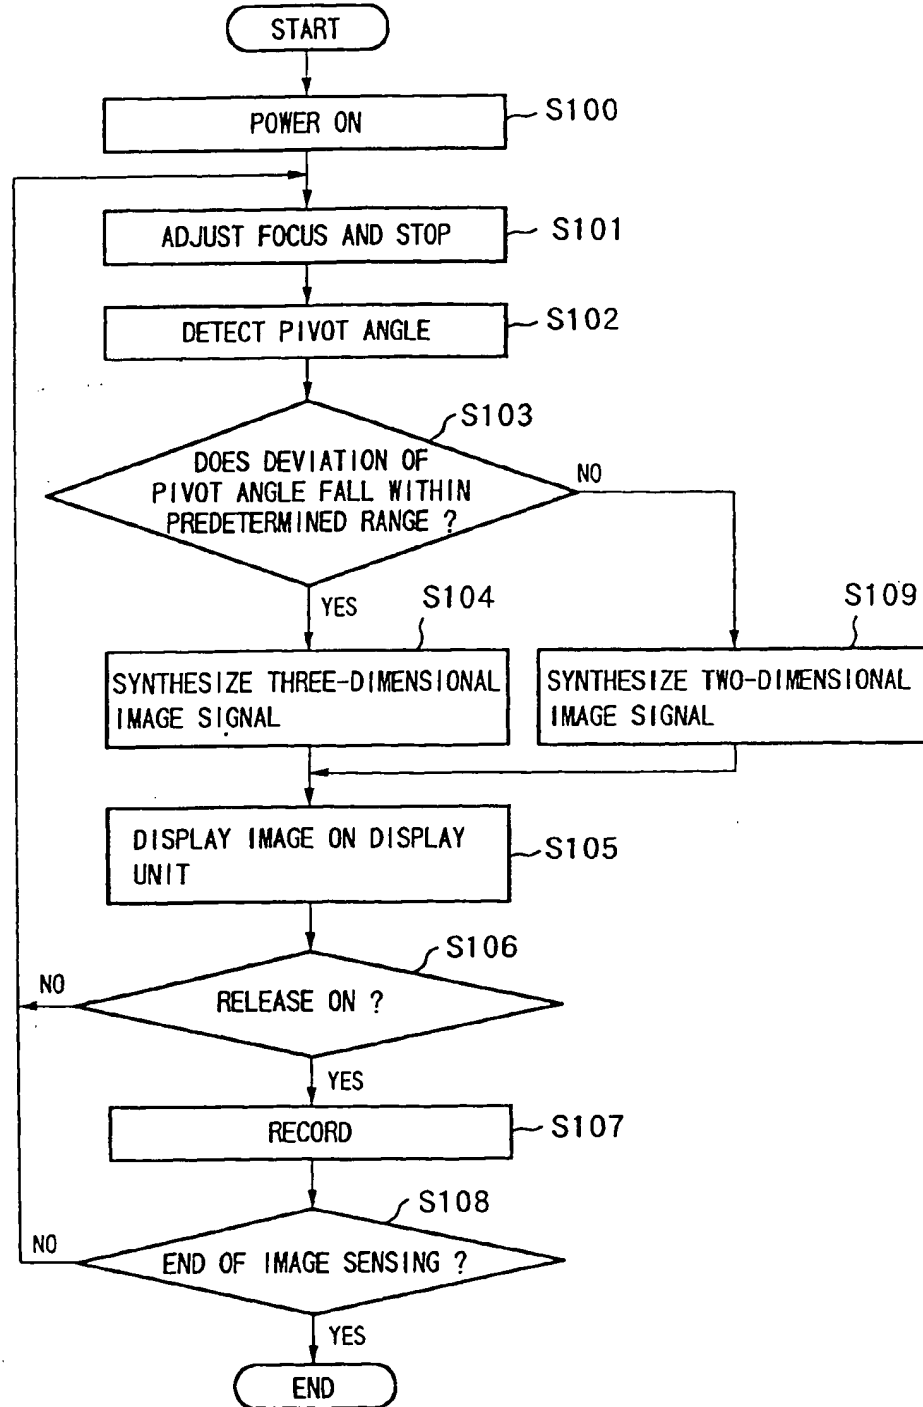 START
POWER ON
S100
ADJUST FOCUS AND STOP
S101
DETECT PIVOT ANGLE
S102
S103
DOES DEVIATION OF
PIVOT ANGLE FALL WITHIN
PREDETERMINED RANGE ?
NO
YES
S104
S109
SYNTHESIZE THREE-DIMENSIONAL
IMAGE SIGNAL
SYNTHESIZE TWO-DIMENSIONAL
IMAGE SIGNAL
DISPLAY IMAGE ON DISPLAY
UNIT
S105
S106
NO
RELEASE ON ?
YES
RECORD
S107
S108
NO
END OF IMAGE SENSING ?
YES
END